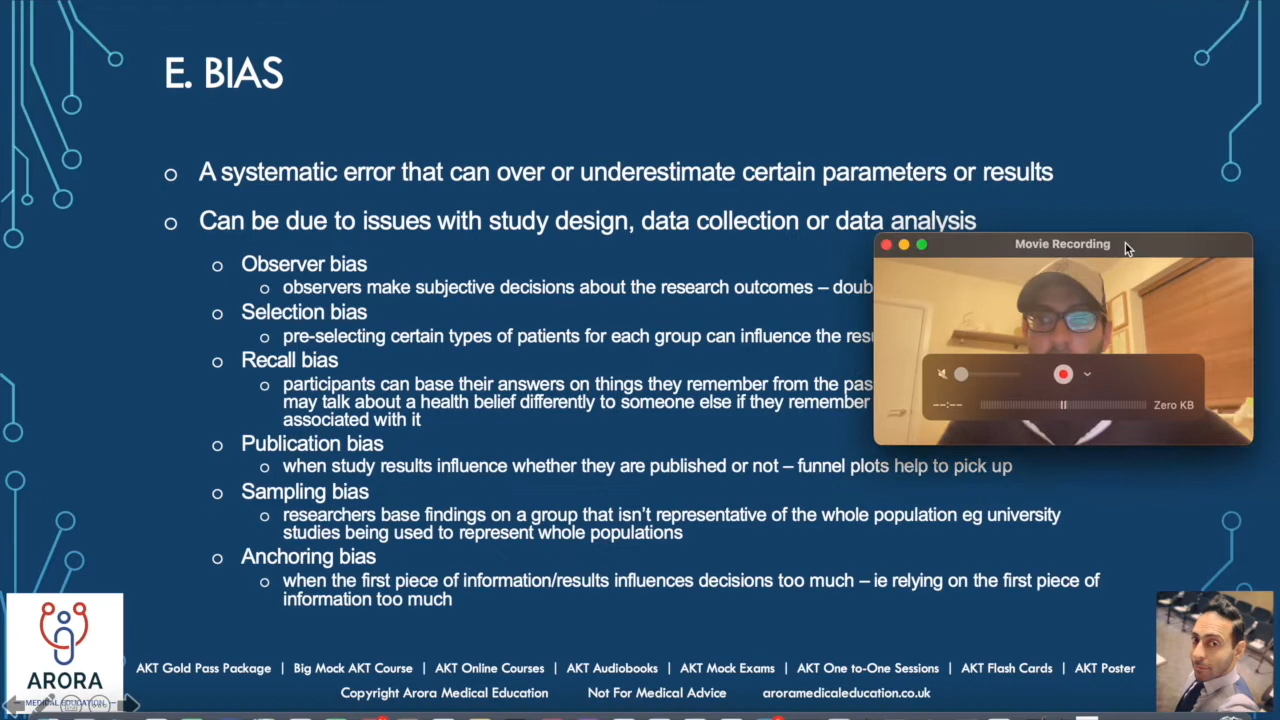 E. BIAS
A systematic error that can over or underestimate certain parameters or results
Can be due to issues with study design, data collection or data analysis
Observer bias
observers make subjective decisions about the research outcomes – doub
Selection bias
pre-selecting certain types of patients for each group can influence the
Recall bias
participants can base their answers on things they remember from the
may talk about a health belief differently to someone else if they remember
associated with it
Movie Recording
--:--
Zero KB
Publication bias
when study results influence whether they are published or not – funnel plots help to pick up
Sampling bias
researchers base findings on a group that isn't representative of the whole population eg university
studies being used to represent whole populations
Anchoring bias
when the first piece of information/results influences decisions too much – ie relying on the first piece of
information too much
ARORA
MEDICAL EDUCATION
AKT Gold Pass Package | Big Mock AKT Course | AKT Online Courses | AKT Audiobooks | AKT Mock Exams | AKT One to-One Sessions | AKT Flash Cards | AKT Poster
Copyright Arora Medical Education Not For Medical Advice aroramedicaleducation.co.uk